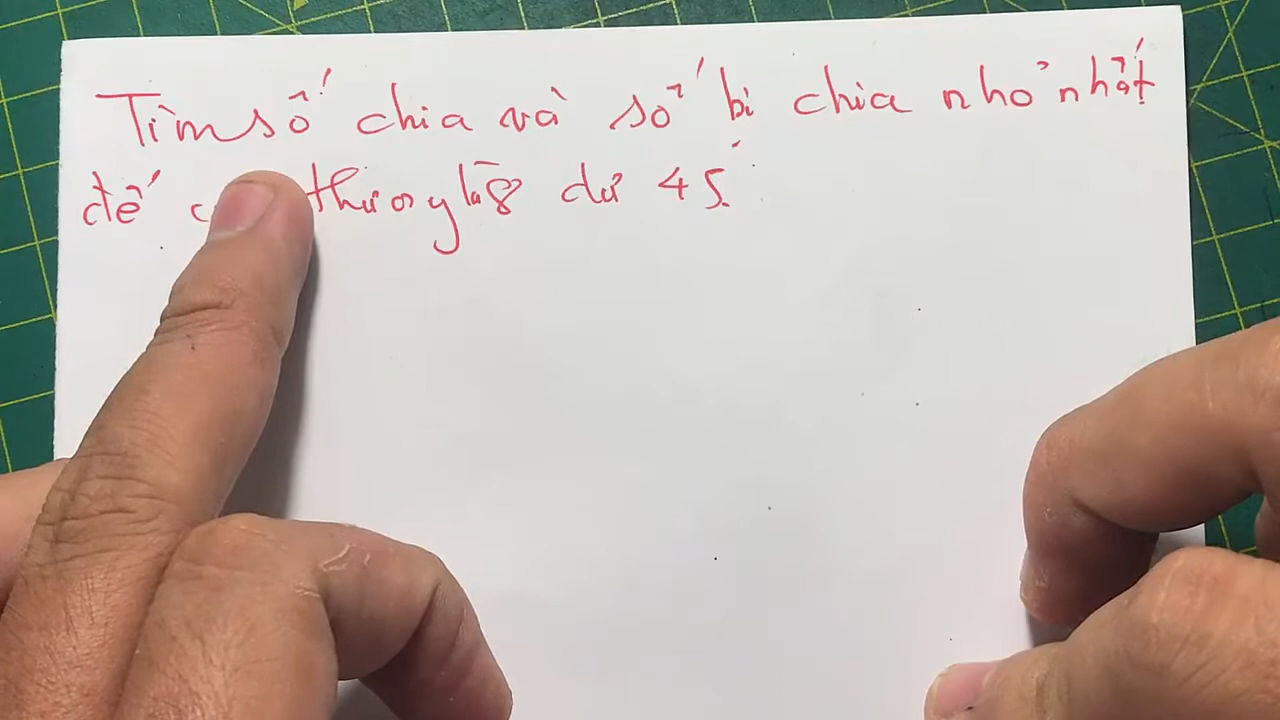 Tìm số chia và số bị chia nhỏ nhất
để thương là 8 dư 45